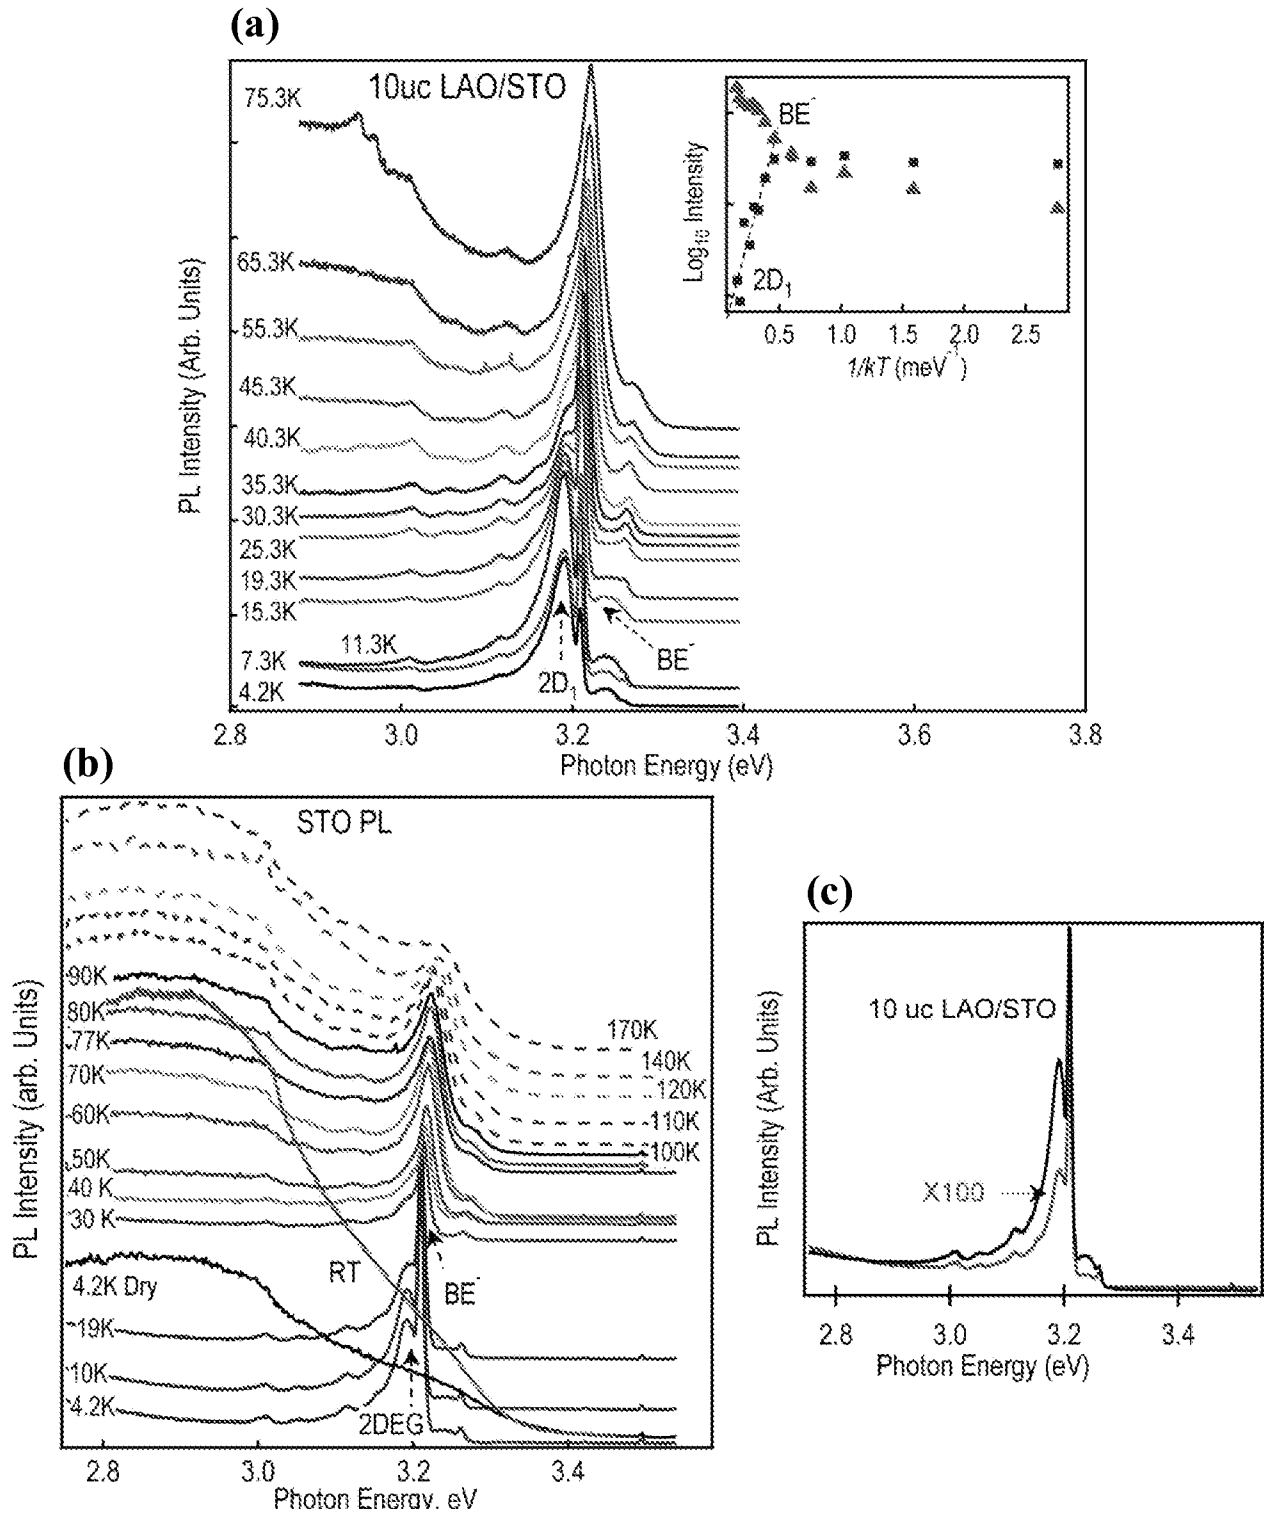 (a)
10uc LAO/STO
75.3K
65.3K
55.3K
45.3K
40.3K
35.3K
30.3K
25.3K
19.3K
15.3K
11.3K
7.3K
4.2K
2D1
BE-
PL Intensity (Arb. Units)
2.8 3.0 3.2 3.4 3.6 3.8
Photon Energy (eV)
BE-
2D1
Log10 Intensity
0.5 1.0 1.5 2.0 2.5
1/kT (meV-1)
(b)
STO PL
90K
80K
77K
70K
60K
50K
40 K
30 K
4.2K Dry
19K
10K
4.2K
170K
140K
120K
110K
100K
RT
BE-
2DEG
PL Intensity (arb. Units)
2.8 3.0 3.2 3.4
Photon Energy, eV
(c)
10 uc LAO/STO
X100
PL Intensity (Arb. Units)
2.8 3.0 3.2 3.4
Photon Energy (eV)